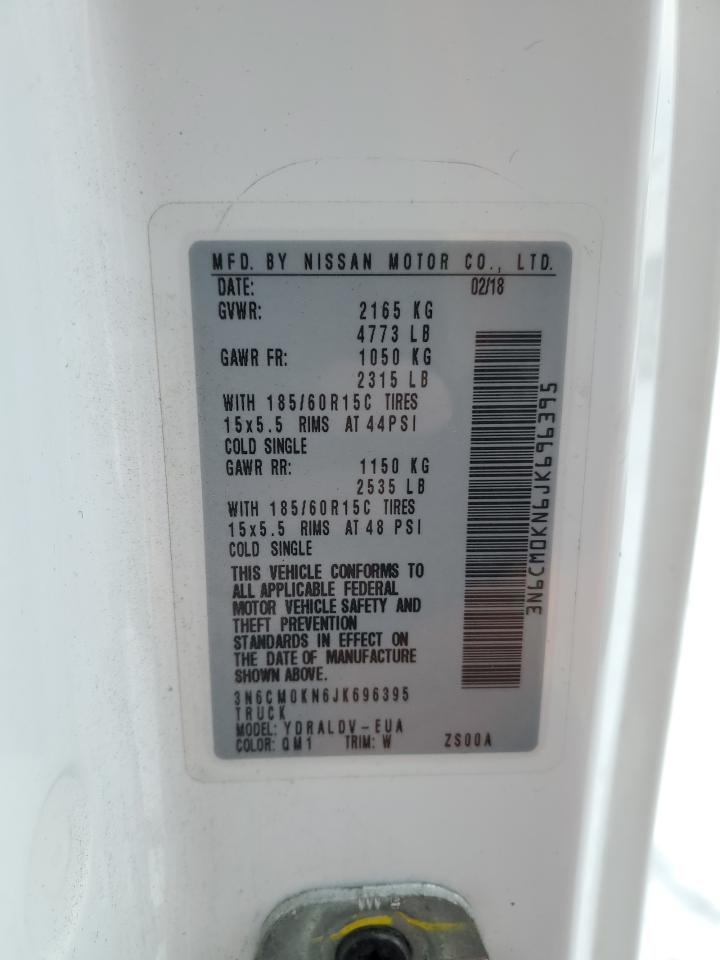 MFD. BY NISSAN MOTOR CO., LTD.
DATE: 02/18
GVWR: 2165 KG
4773 LB
GAWR FR: 1050 KG
2315 LB
WITH 185/60R15C TIRES
15x5.5 RIMS AT 44PSI
COLD SINGLE
GAWR RR: 1150 KG
2535 LB
WITH 185/60R15C TIRES
15x5.5 RIMS AT 48 PSI
COLD SINGLE
THIS VEHICLE CONFORMS TO
ALL APPLICABLE FEDERAL
MOTOR VEHICLE SAFETY AND
THEFT PREVENTION
STANDARDS IN EFFECT ON
THE DATE OF MANUFACTURE
SHOWN ABOVE.
3N6CM0KN6JK696395
TRUCK
MODEL: YDRALDV-EUA
COLOR: QM1 TRIM: W ZS00A
3N6CM0KN6JK696395